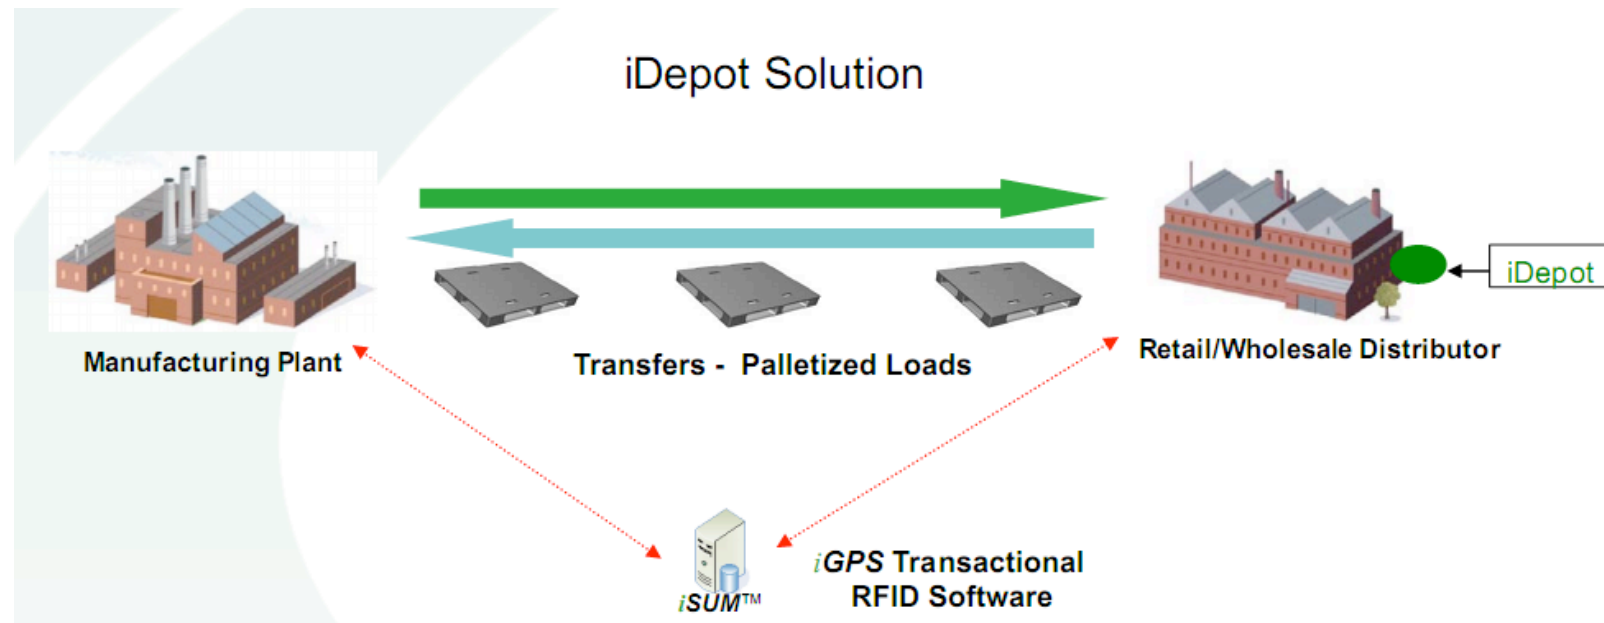 iDepot Solution
iDepot
Manufacturing Plant
Transfers - Palletized Loads
Retail/Wholesale Distributor
iGPS Transactional
RFID Software
iSUM™